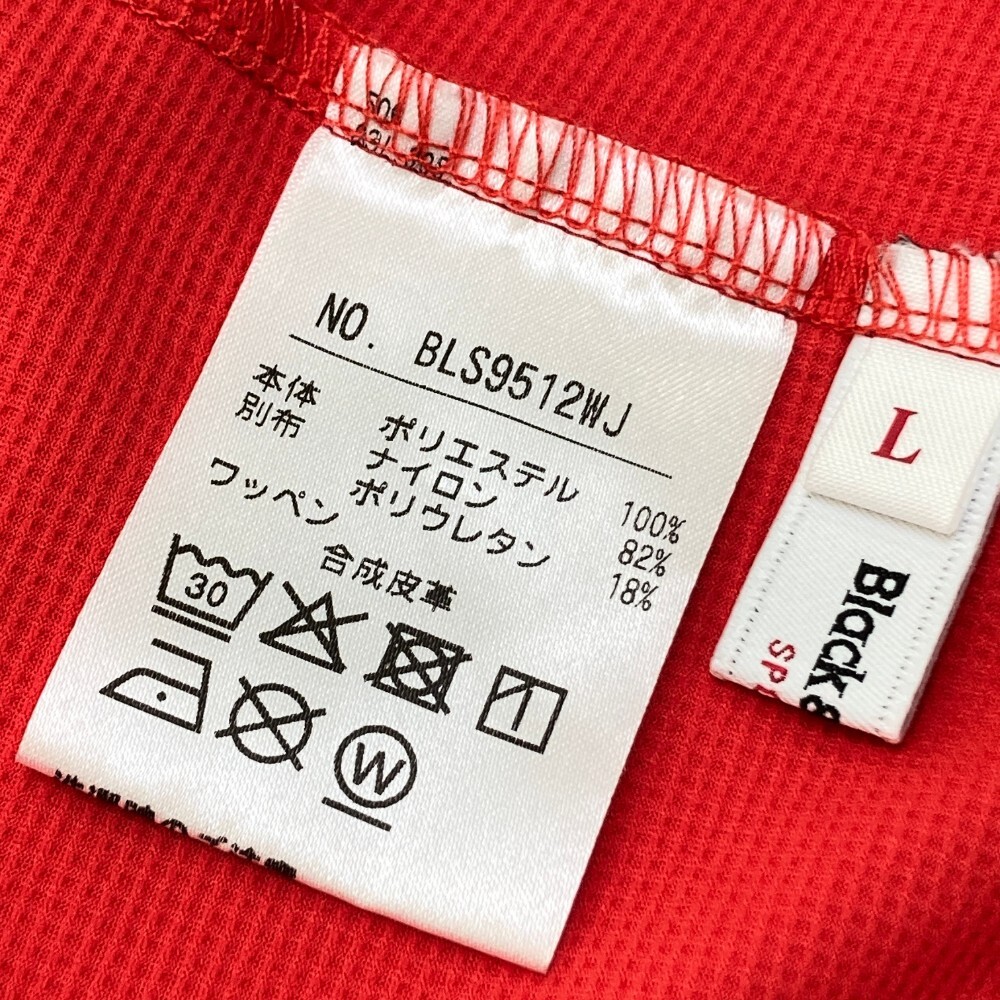 NO. BLS9512WJ
本体 ポリエステル 100%
別布 ナイロン 82%
ポリウレタン 18%
ワッペン 合成皮革
30
W
L
Black &